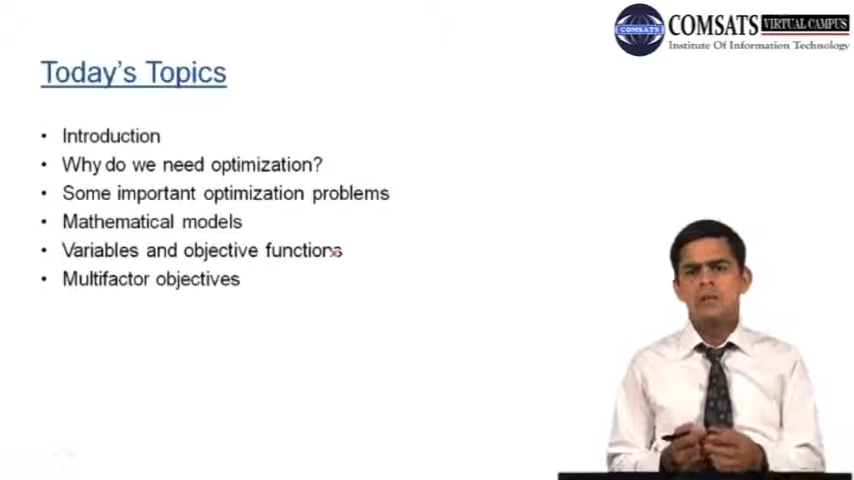 COMSATS VIRTUAL CAMPUS
Institute Of Information Technology
COMSATS
Today's Topics
• Introduction
• Why do we need optimization?
• Some important optimization problems
• Mathematical models
• Variables and objective functions
• Multifactor objectives